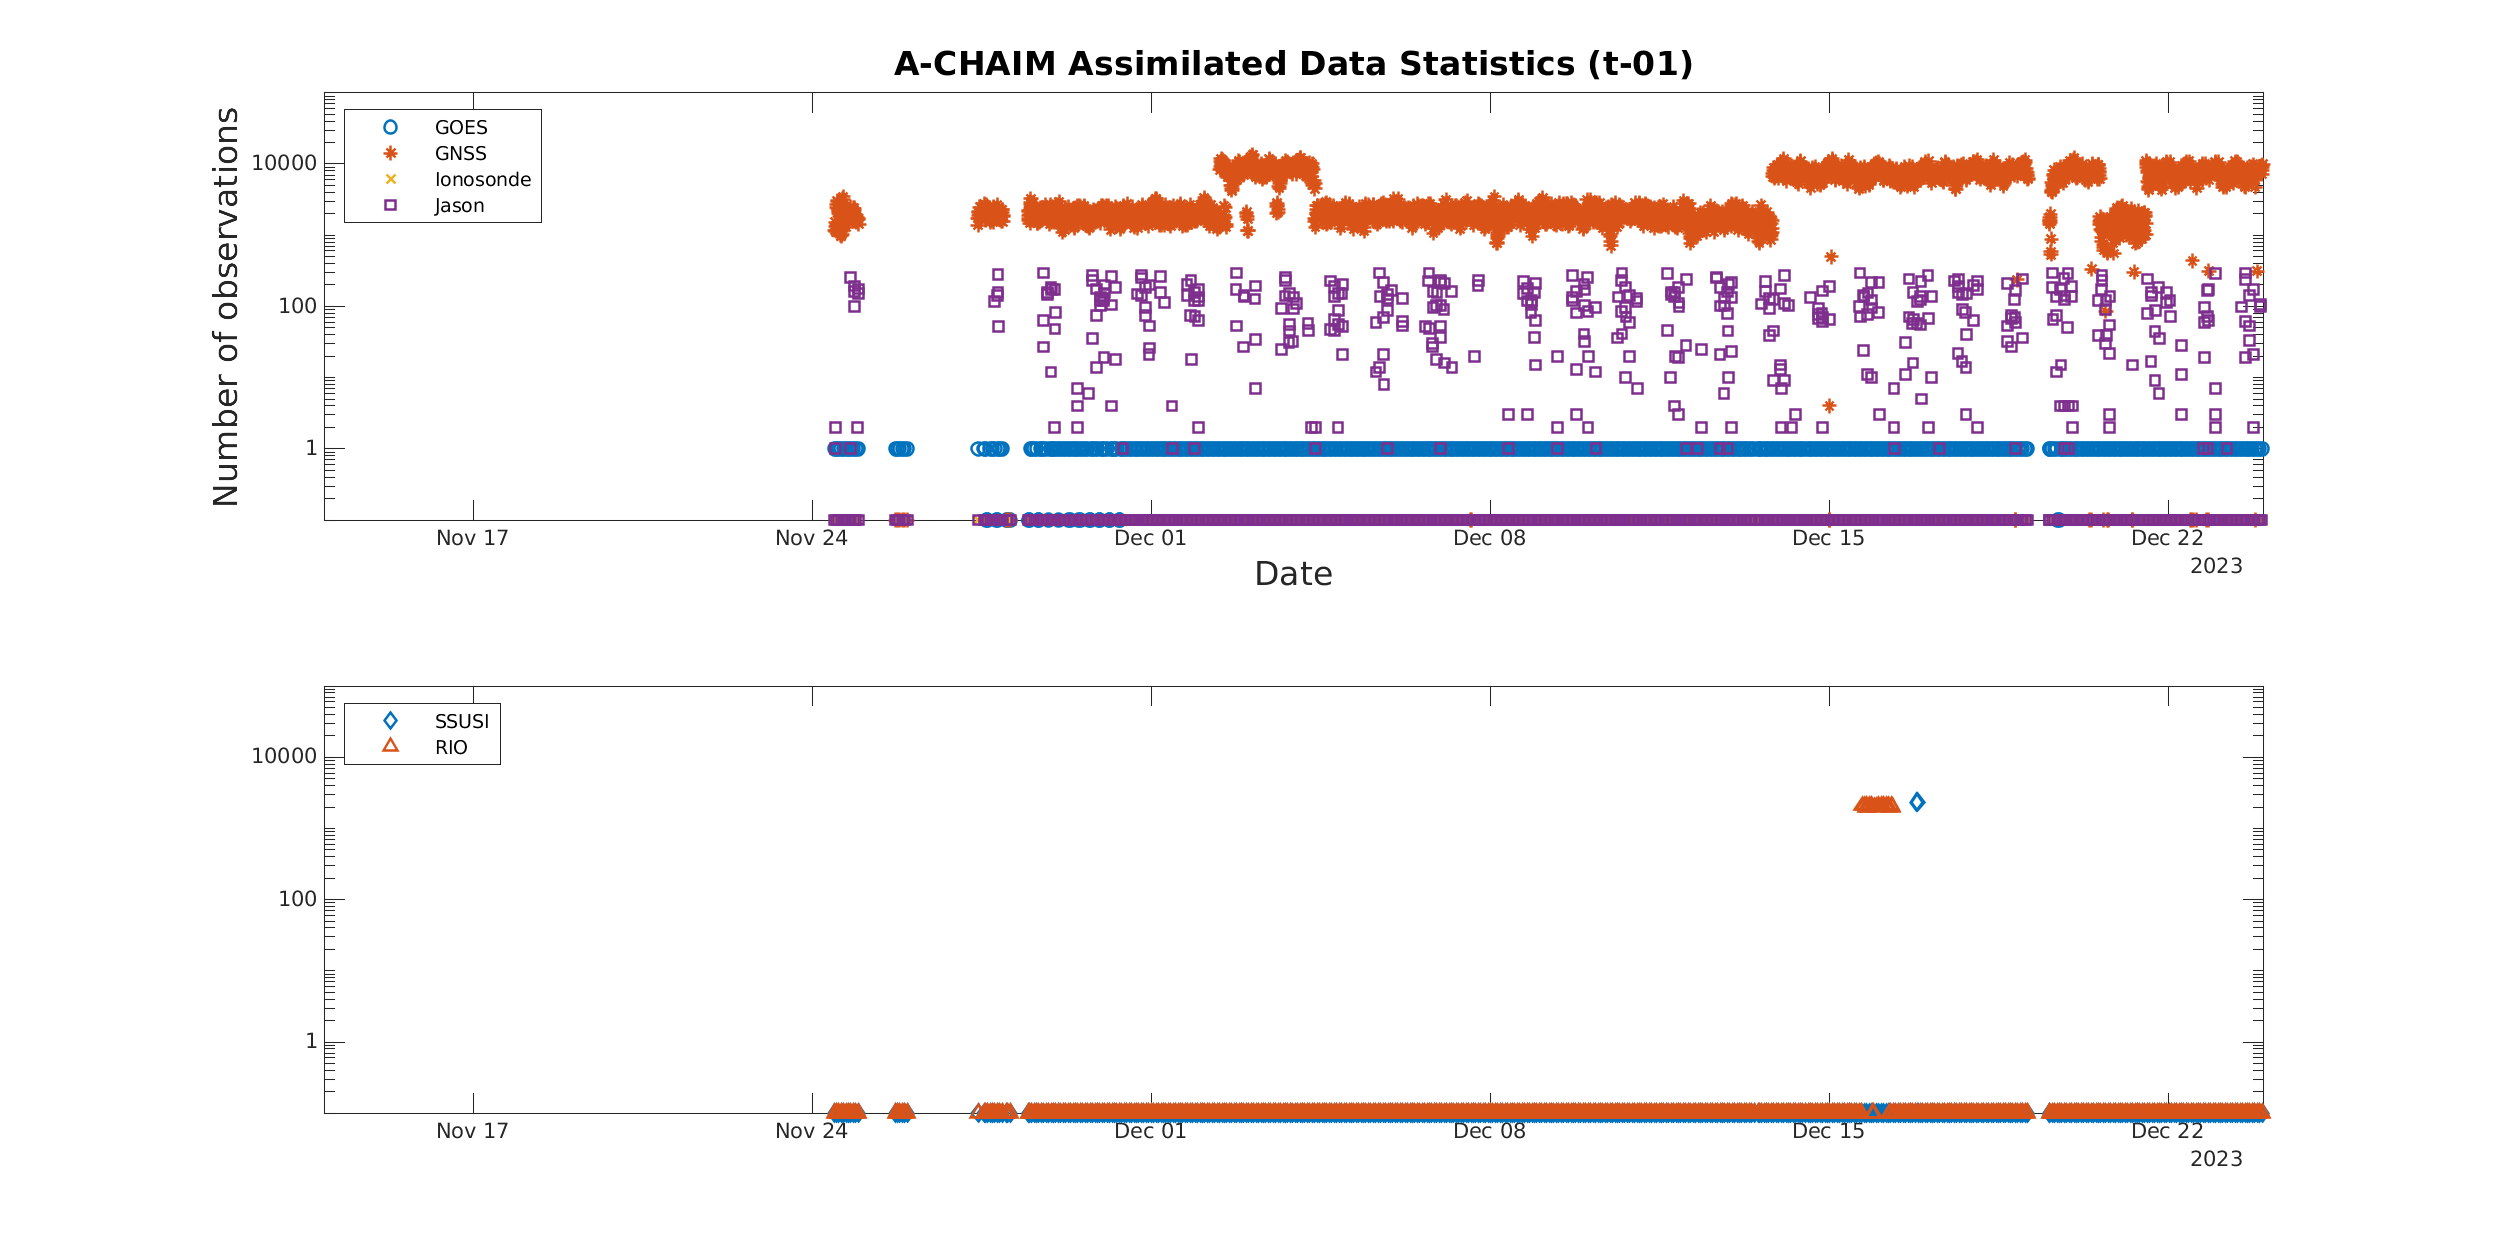 A-CHAIM Assimilated Data Statistics (t-01)
Number of observations
10000
100
1
GOES
GNSS
Ionosonde
Jason
Nov 17 Nov 24 Dec 01 Dec 08 Dec 15 Dec 22
2023
Date
10000
100
1
SSUSI
RIO
Nov 17 Nov 24 Dec 01 Dec 08 Dec 15 Dec 22
2023